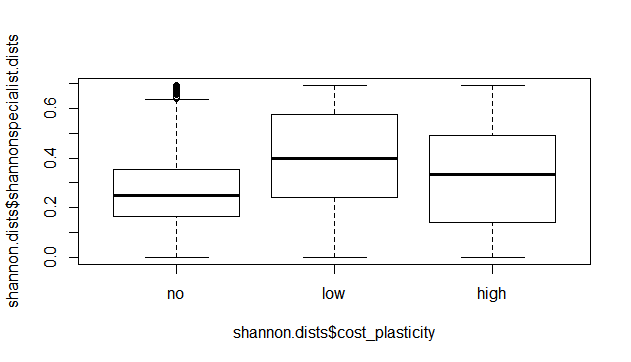 shannon.dists$shannonspecialist.dists
0.6
0.4
0.2
0.0
no low high
shannon.dists$cost_plasticity